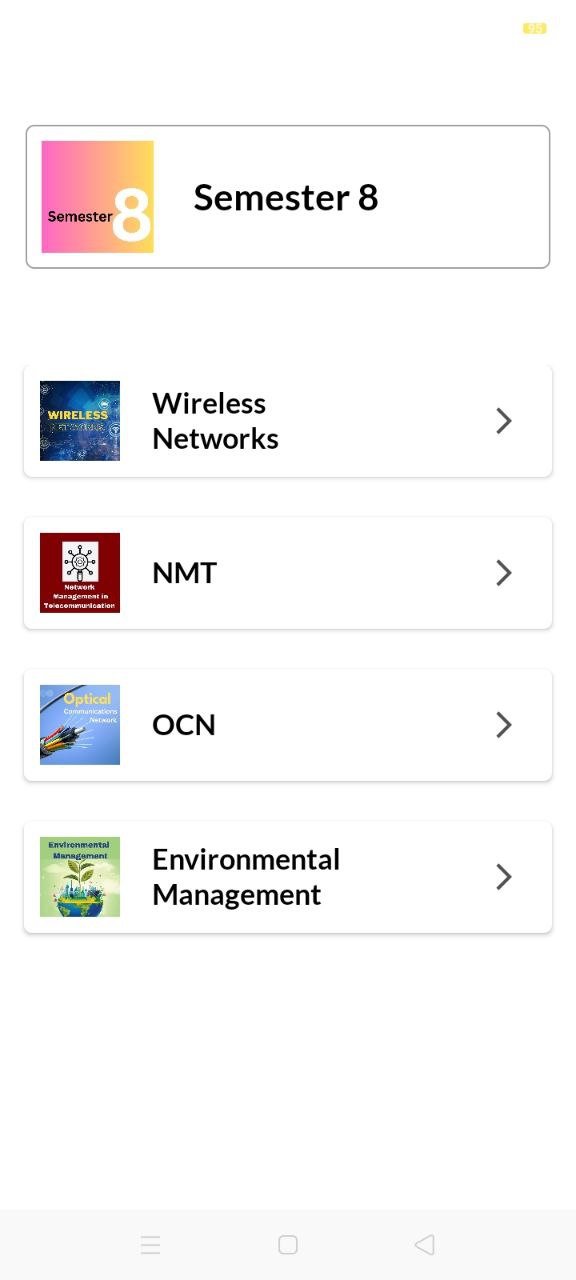 95
Semester 8
Semester 8
WIRELESS
NETWORKS
Wireless
Networks
Network
Management in
Telecommunication
NMT
Optical
Communications
Network
OCN
Environmental
Management
Environmental
Management